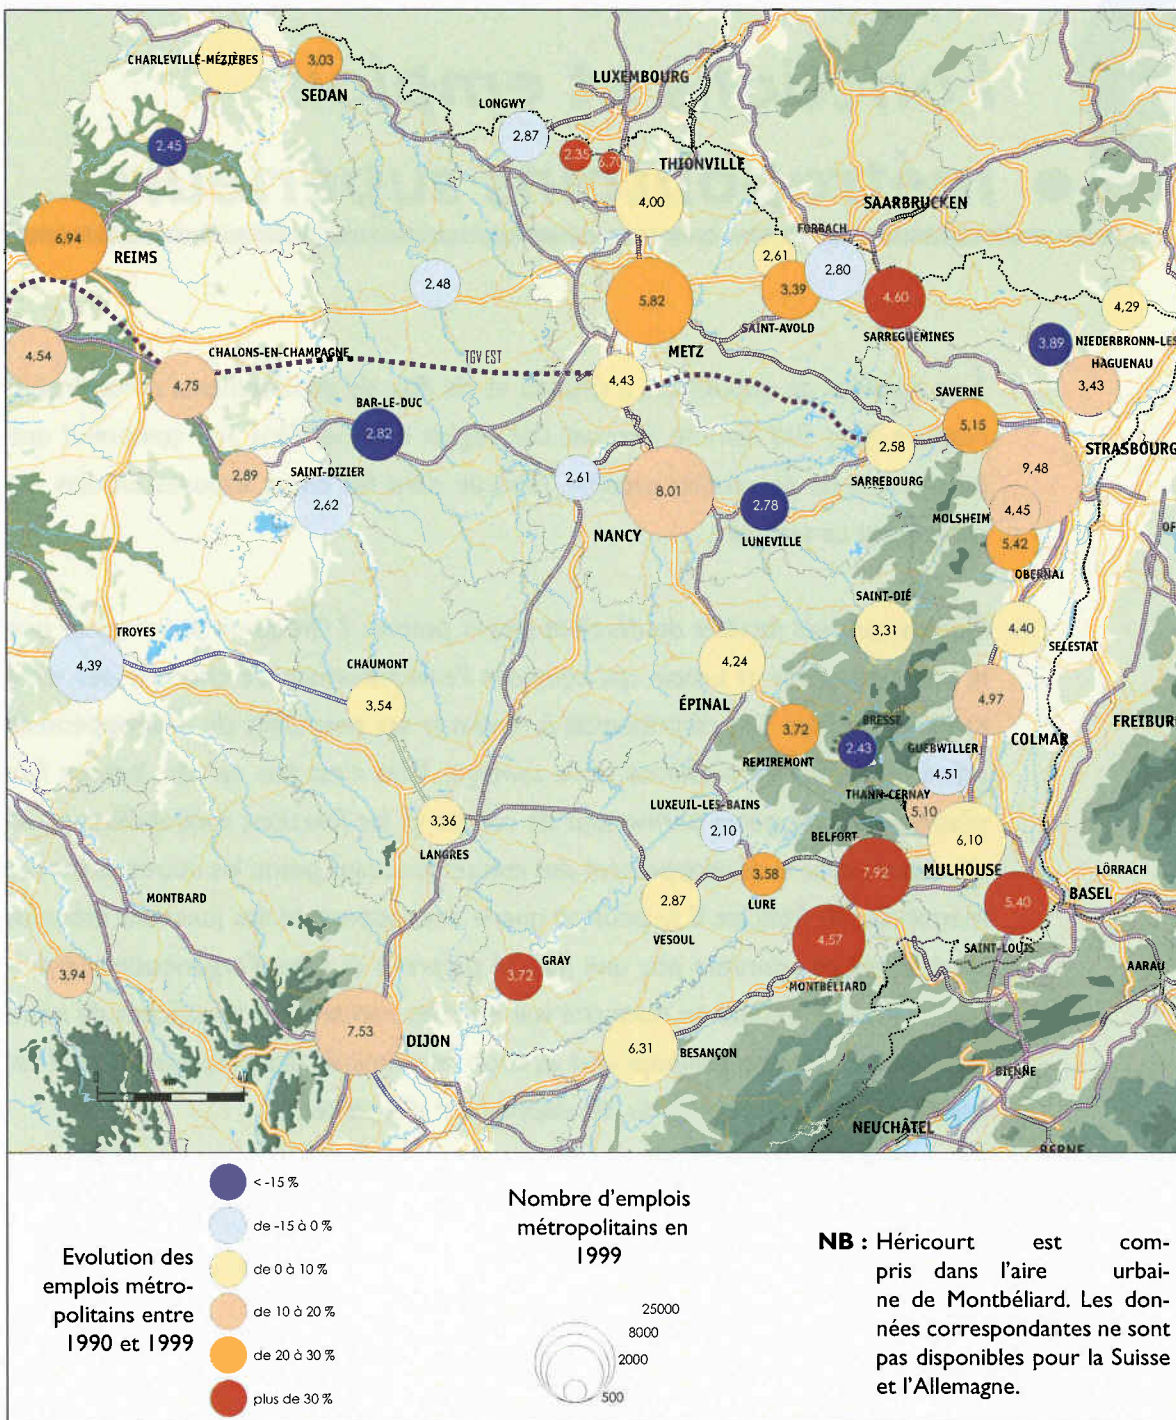 CHARLEVILLE-MÉZIÈRES
3,03
SEDAN
LUXEMBOURG
LONGWY
2,87
2,45
2,35
6,70
THIONVILLE
4,00
SAARBRUCKEN
6,94
REIMS
FORBACH
2,61
2,80
2,48
3,39
4,60
5,82
4,29
SAINT-AVOLD
SARREGUEMINES
3,89
NIEDERBRONN-LES
METZ
4,54
CHALONS-EN-CHAMPAGNE
TGV EST
HAGUENAU
4,75
4,43
3,43
SAVERNE
BAR-LE-DUC
5,15
2,82
2,58
STRASBOURG
2,89
SAINT-DIZIER
2,61
SARREBOURG
9,48
8,01
2,62
2,78
4,45
MOLSHEIM
NANCY
LUNEVILLE
5,42
OBERNAI
SAINT-DIÉ
TROYES
3,31
4,40
SELESTAT
4,39
CHAUMONT
4,24
3,54
ÉPINAL
4,97
BRESSE
FREIBUR
3,72
2,43
COLMAR
GUEBWILLER
REMIREMONT
4,51
THANN-CERNAY
LUXEUIL-LES-BAINS
5,10
3,36
2,10
BELFORT
6,10
LANGRES
MULHOUSE
LÖRRACH
3,58
7,92
MONTBARD
2,87
LURE
5,40
BASEL
VESOUL
4,57
SAINT-LOUIS
GRAY
3,94
3,72
AARAU
MONTBÉLIARD
7,53
DIJON
6,31
BESANÇON
BIENNE
NEUCHÂTEL
BERNE
Evolution des
emplois métro-
politains entre
1990 et 1999
< -15 %
de -15 à 0 %
de 0 à 10 %
de 10 à 20 %
de 20 à 30 %
plus de 30 %
Nombre d'emplois
métropolitains en
1999
25000
8000
2000
500
NB : Héricourt est com-
pris dans l'aire urbai-
ne de Montbéliard. Les don-
nées correspondantes ne sont
pas disponibles pour la Suisse
et l'Allemagne.